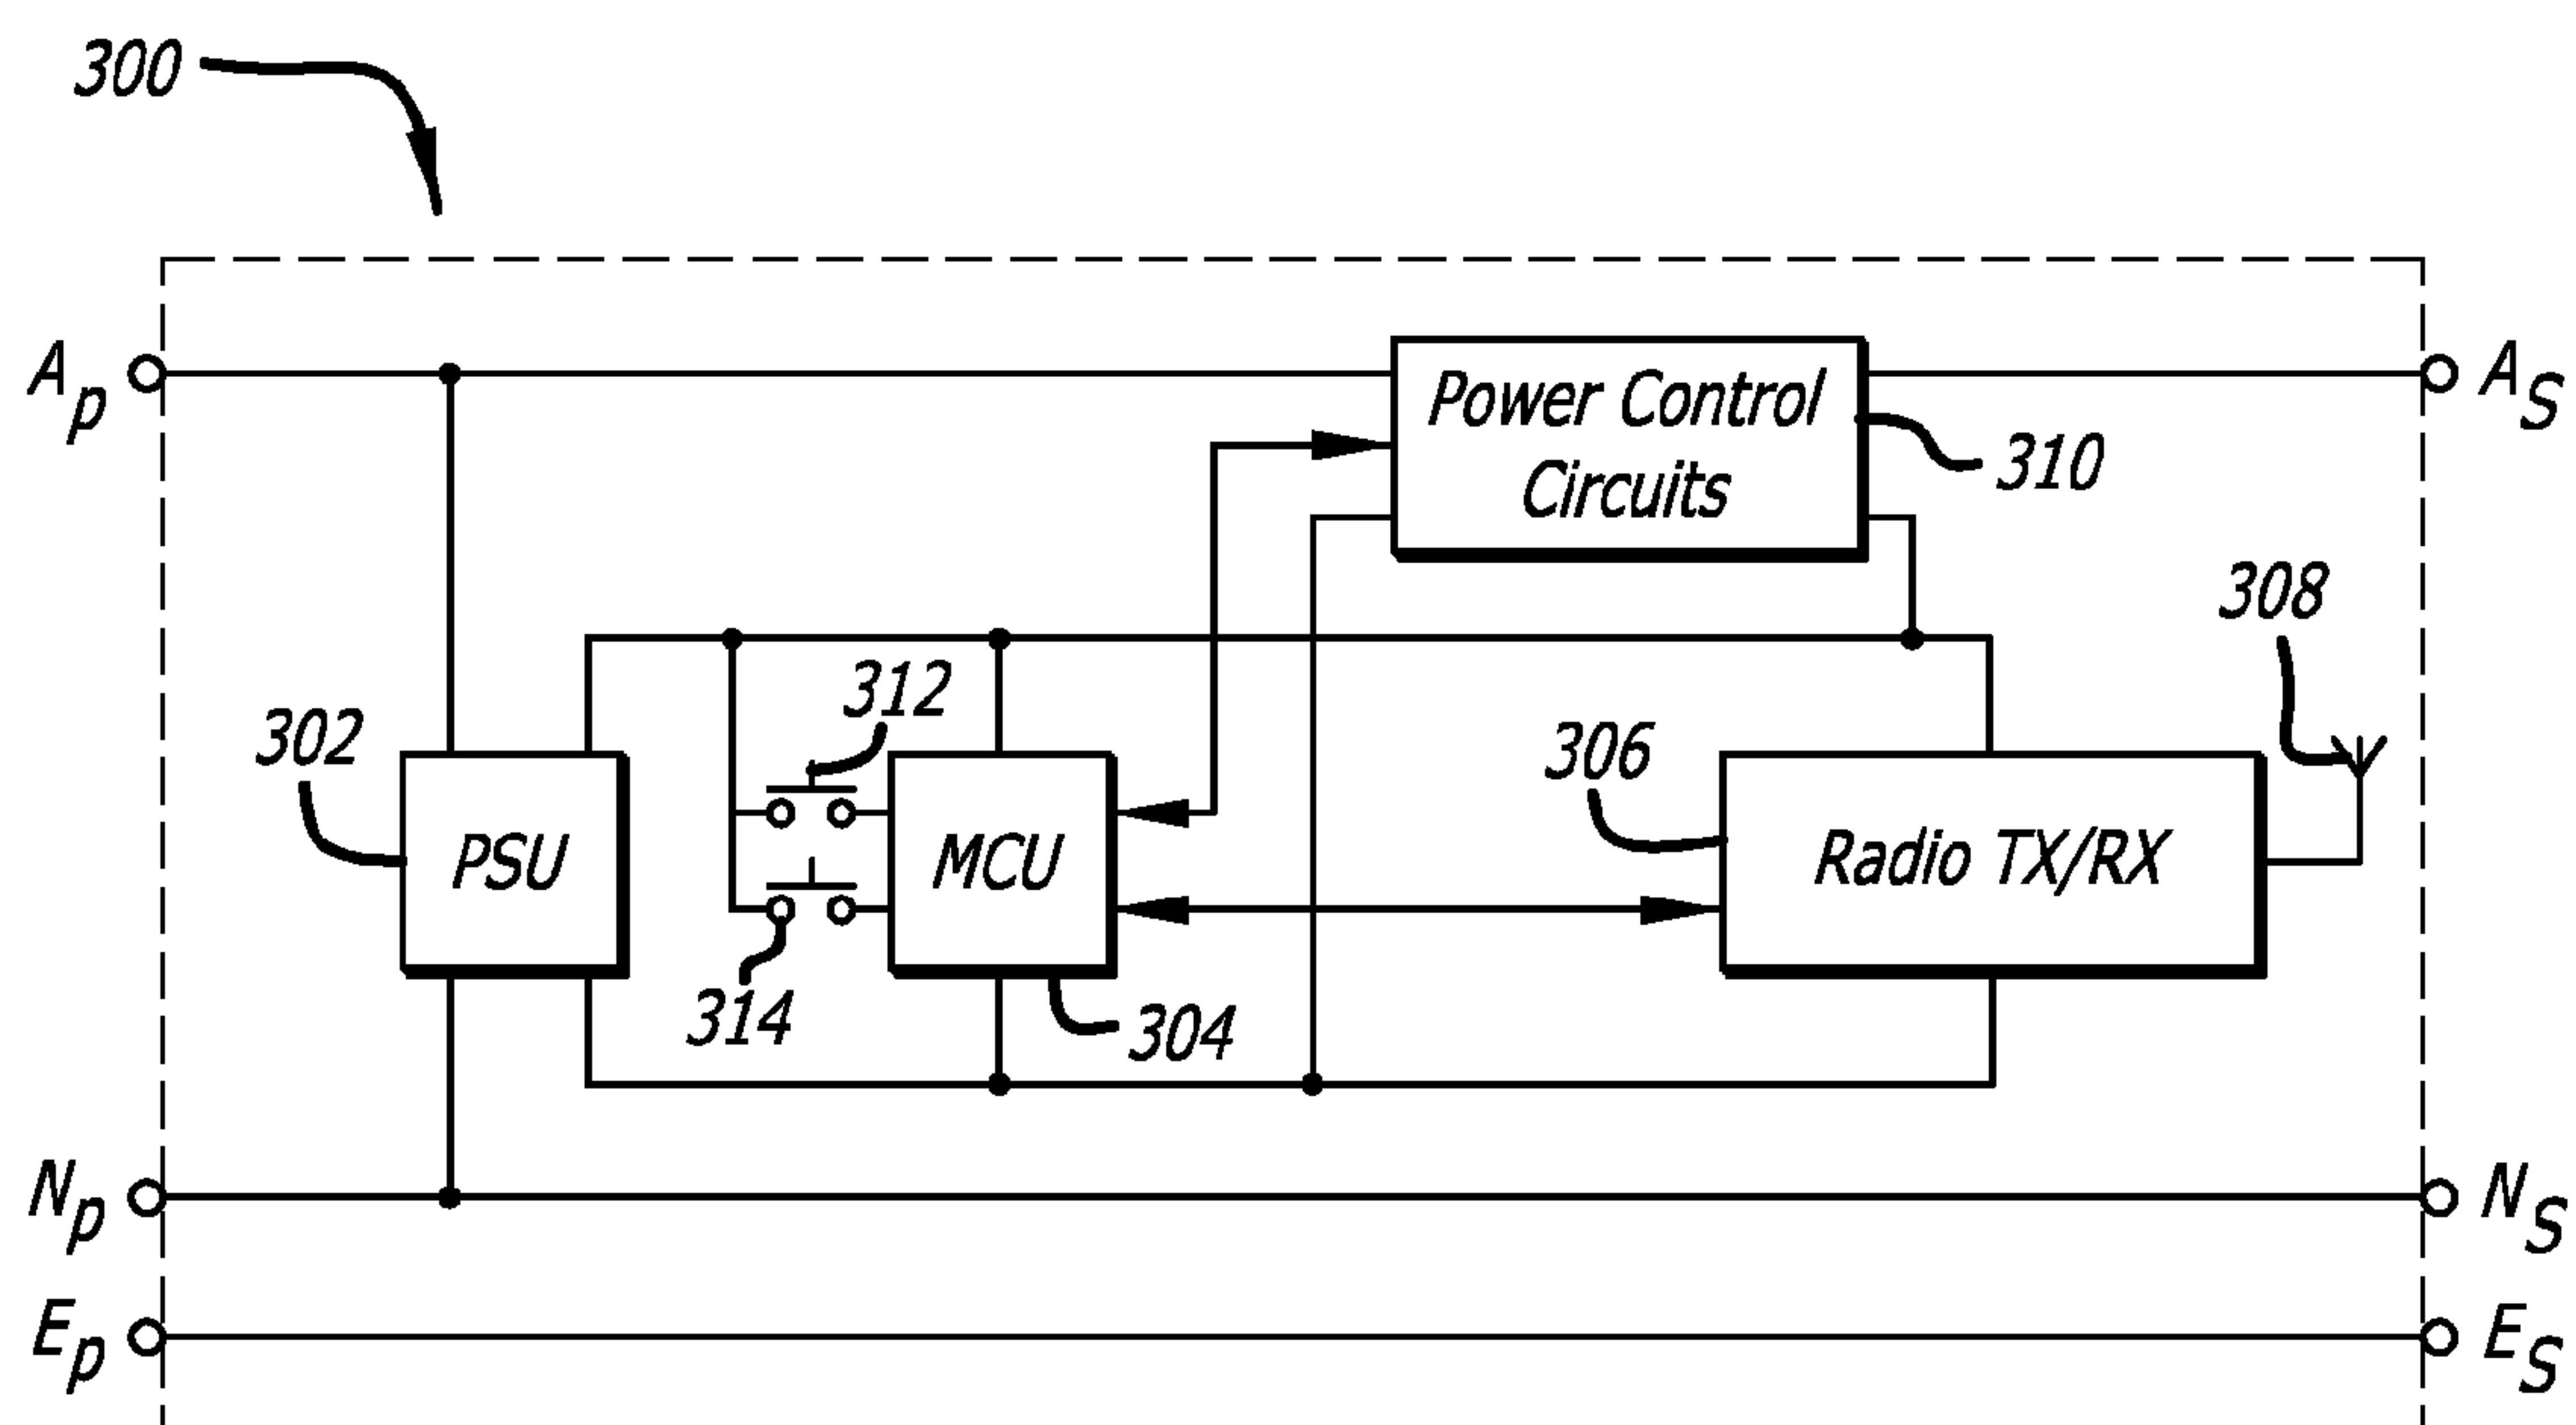 300
Ap
Power Control
Circuits
AS
310
308
312
302
306
PSU
MCU
Radio TX/RX
314
304
Np
NS
Ep
ES